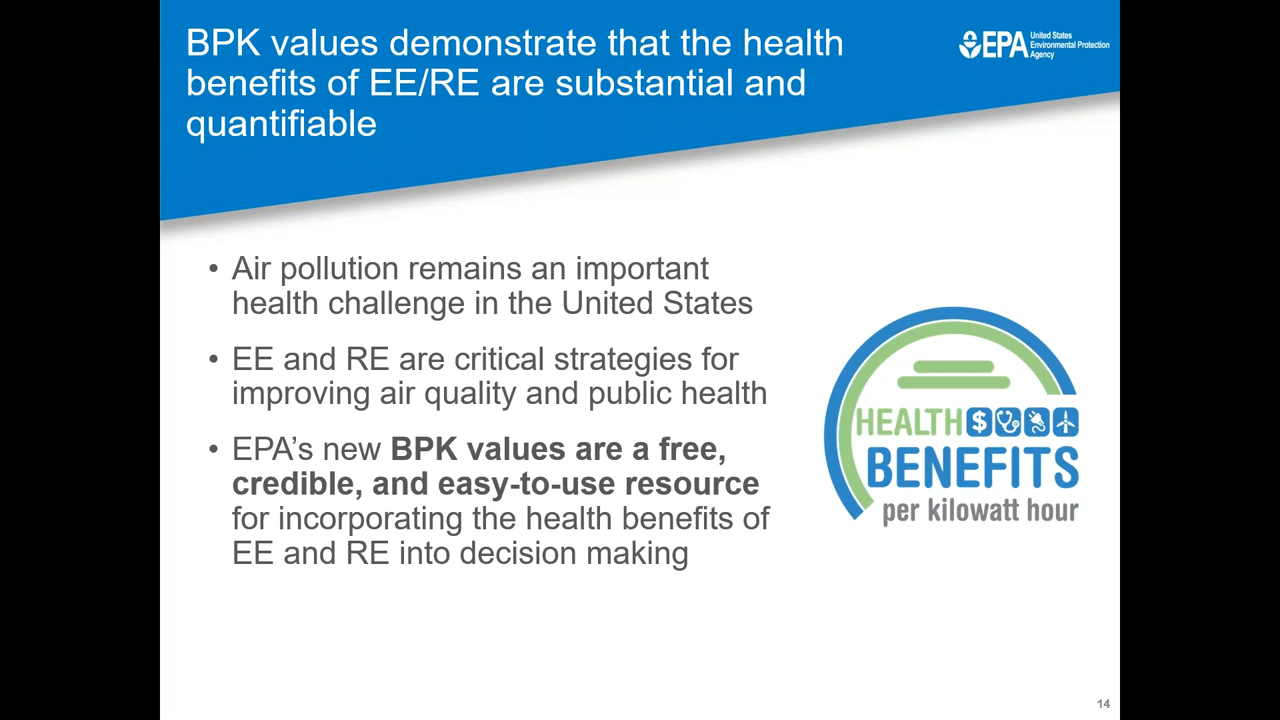 BPK values demonstrate that the health
benefits of EE/RE are substantial and
quantifiable
EPA
United States
Environmental Protection
Agency
• Air pollution remains an important
health challenge in the United States
• EE and RE are critical strategies for
improving air quality and public health
• EPA’s new BPK values are a free,
credible, and easy-to-use resource
for incorporating the health benefits of
EE and RE into decision making
HEALTH $
BENEFITS
per kilowatt hour
14